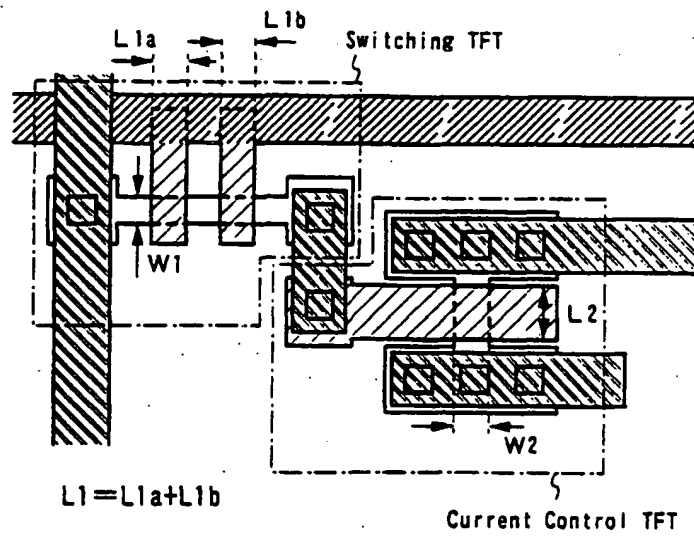 L1b
L1a
Switching TFT
W1
L2
W2
L1=L1a+L1b
Current Control TFT